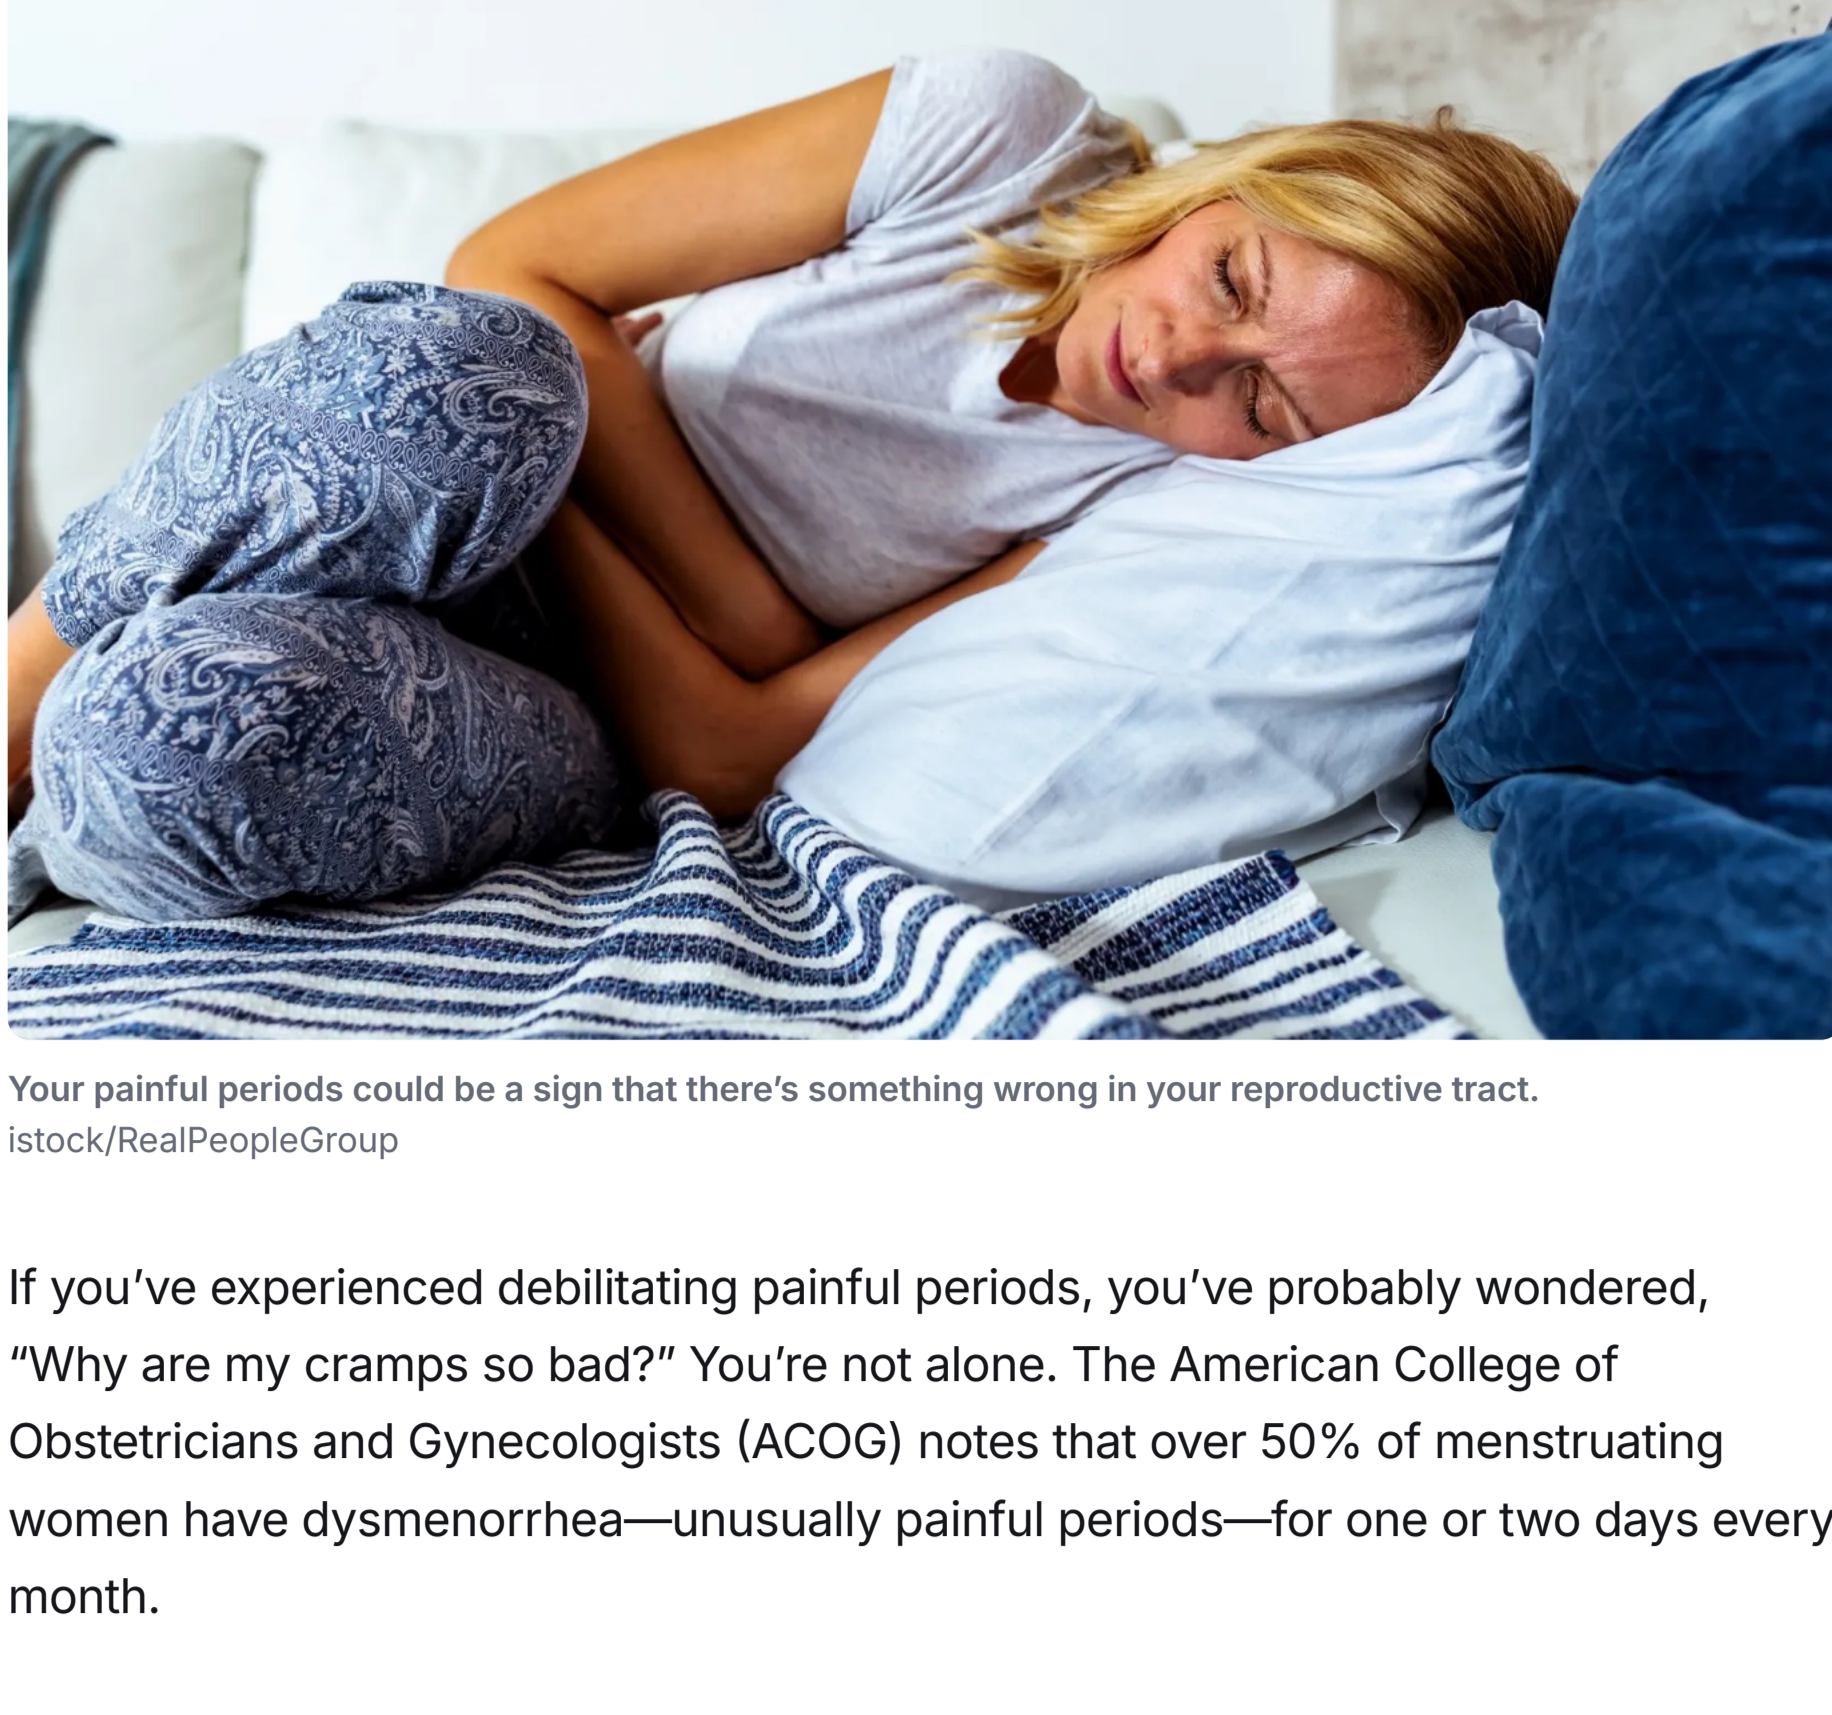 Your painful periods could be a sign that there’s something wrong in your reproductive tract.
istock/RealPeopleGroup
If you’ve experienced debilitating painful periods, you’ve probably wondered,
“Why are my cramps so bad?” You’re not alone. The American College of
Obstetricians and Gynecologists (ACOG) notes that over 50% of menstruating
women have dysmenorrhea—unusually painful periods—for one or two days every
month.